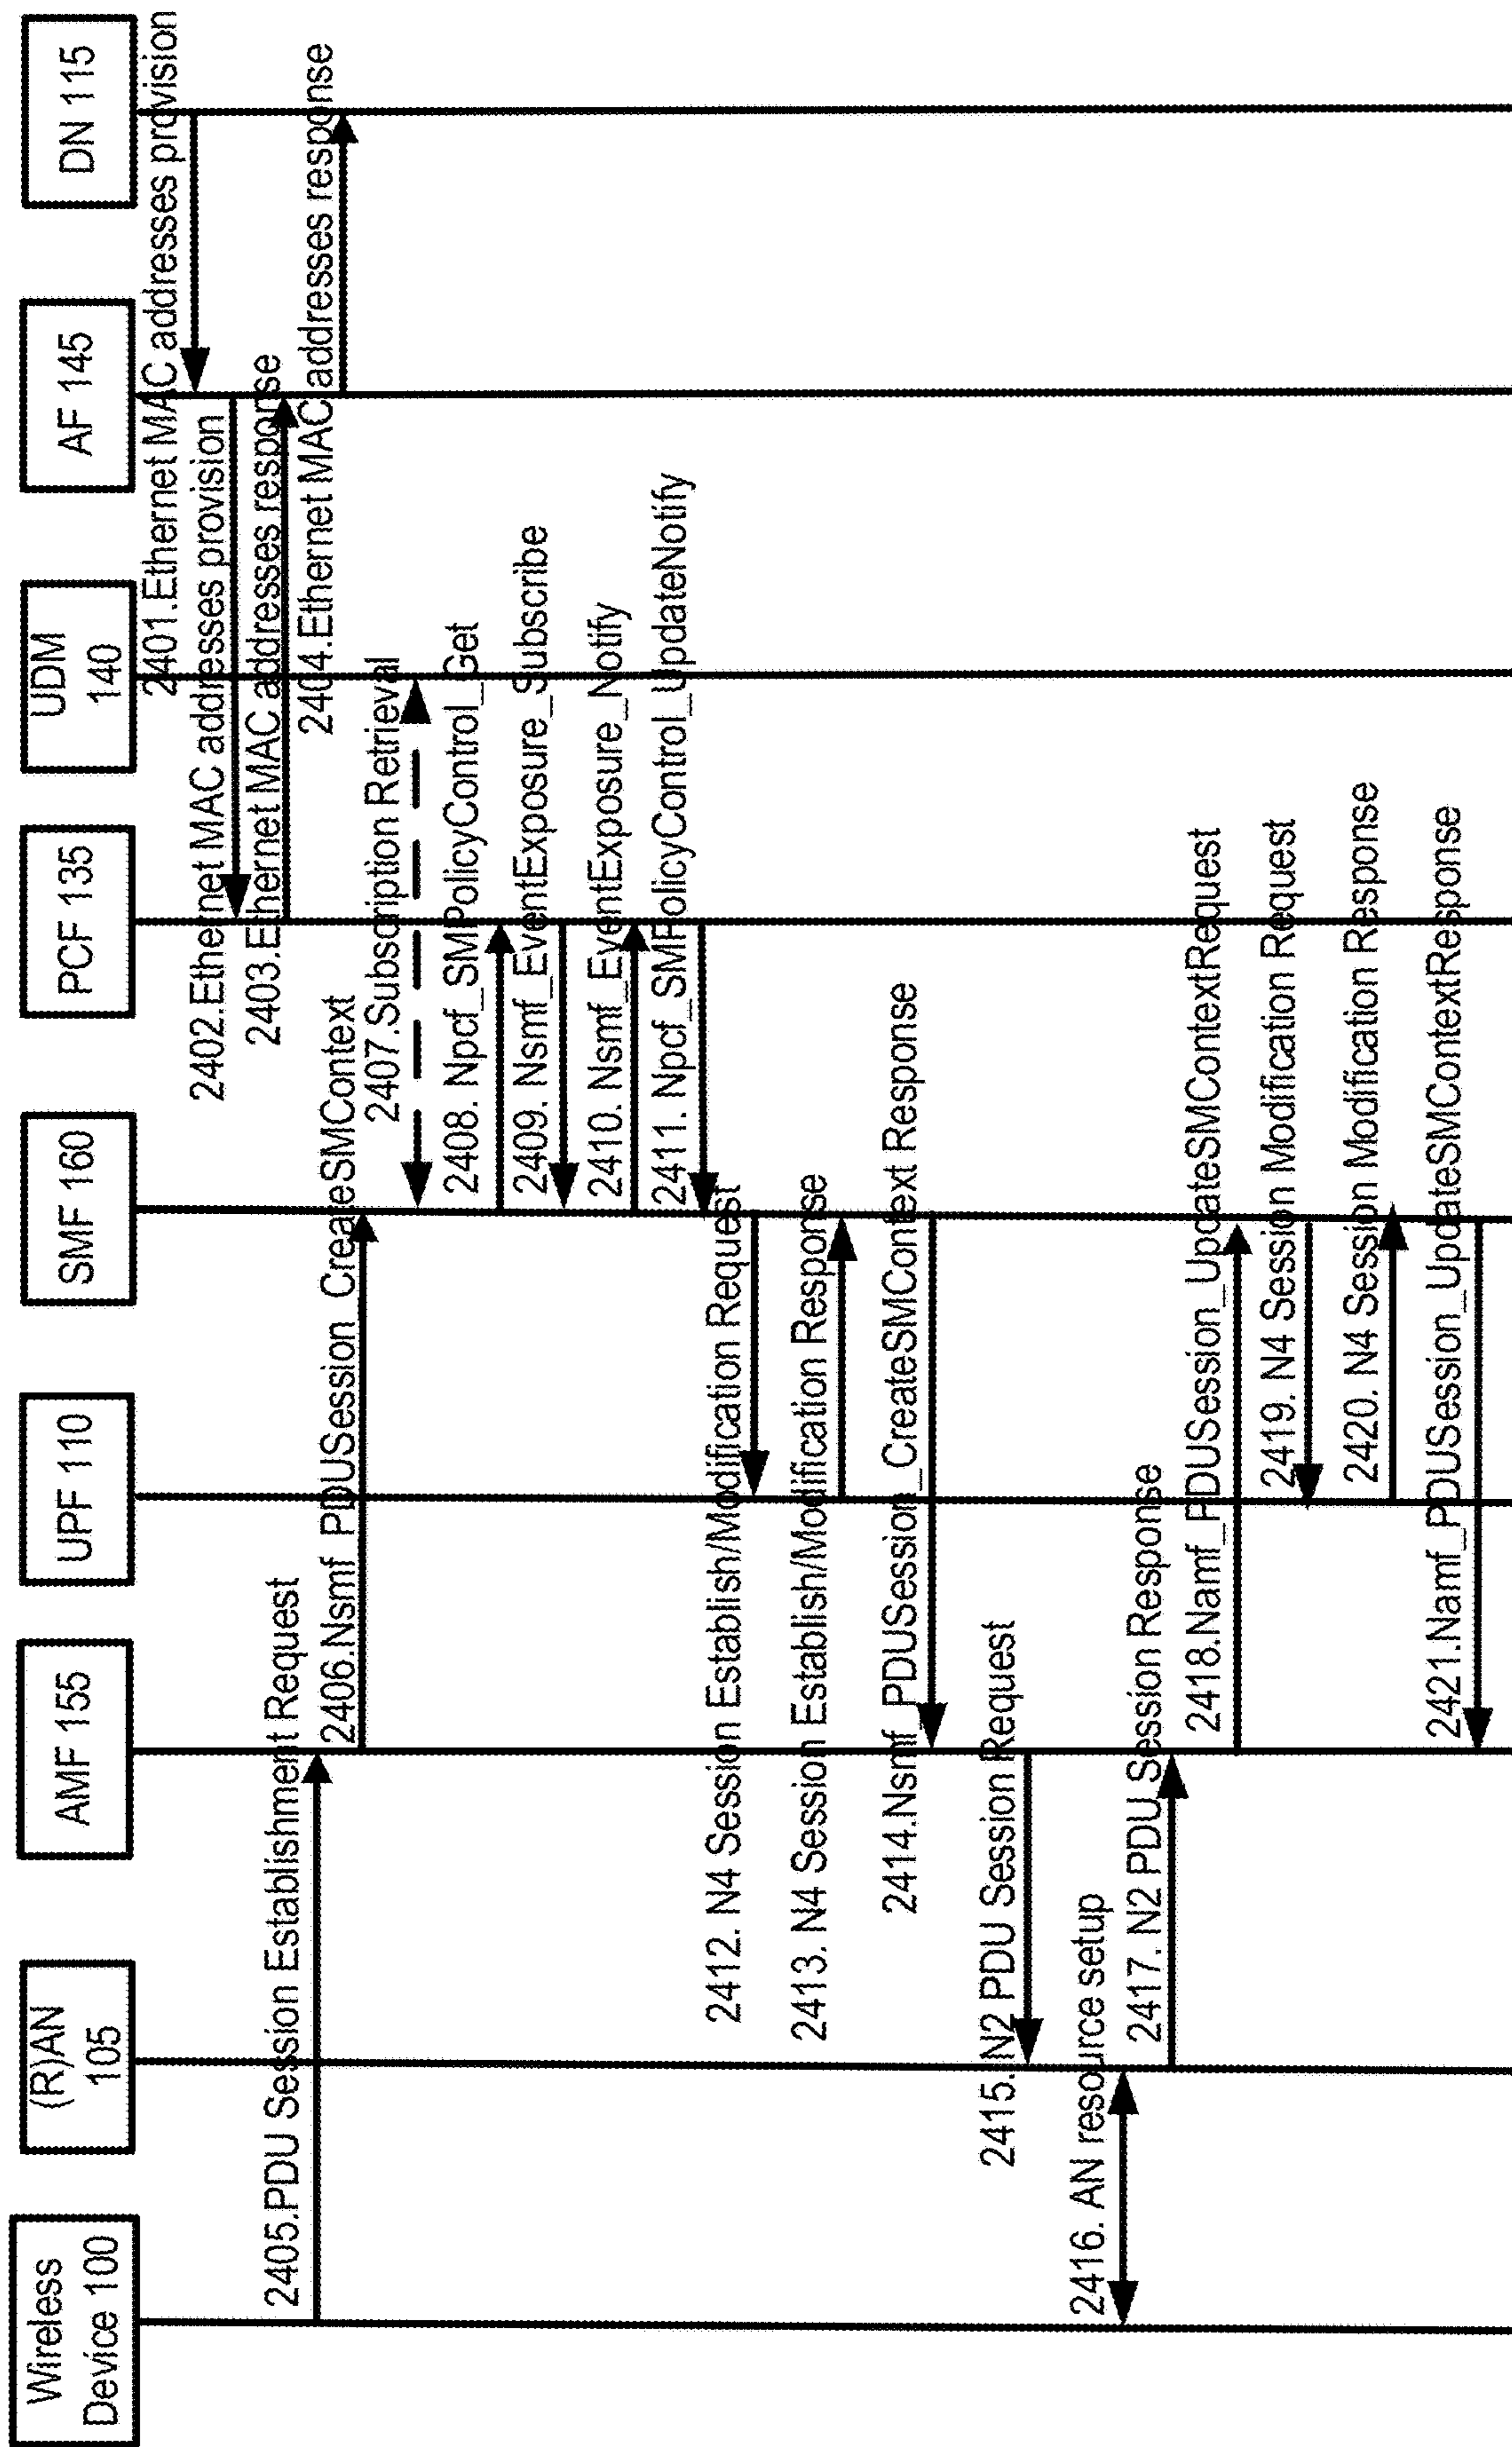 Wireless
Device 100
(R)AN
105
AMF 155
UPF 110
SMF 160
PCF 135
UDM
140
AF 145
DN 115
2401.Ethernet MAC addresses provision
2402.Ethernet MAC addresses provision
2403.Ethernet MAC addresses response
2404.Ethernet MAC addresses response
2405.PDU Session Establishment Request
2406.Nsmf_PDUSession_CreateSMContext
2407.Subscription Retrieval
2408. Npcf_SMPolicyControl_Get
2409. Nsmf_EventExposure_Subscribe
2410. Nsmf_EventExposure_Notify
2411. Npcf_SMPolicyControl_UpdateNotify
2412. N4 Session Establish/Modification Request
2413. N4 Session Establish/Modification Response
2414.Nsmf_PDUSession_CreateSMContext Response
2415. N2 PDU Session Request
2416. AN resource setup
2417. N2 PDU Session Response
2418.Namf_PDUSession_UpdateSMContextRequest
2419. N4 Session Modification Request
2420. N4 Session Modification Response
2421.Namf_PDUSession_UpdateSMContextResponse